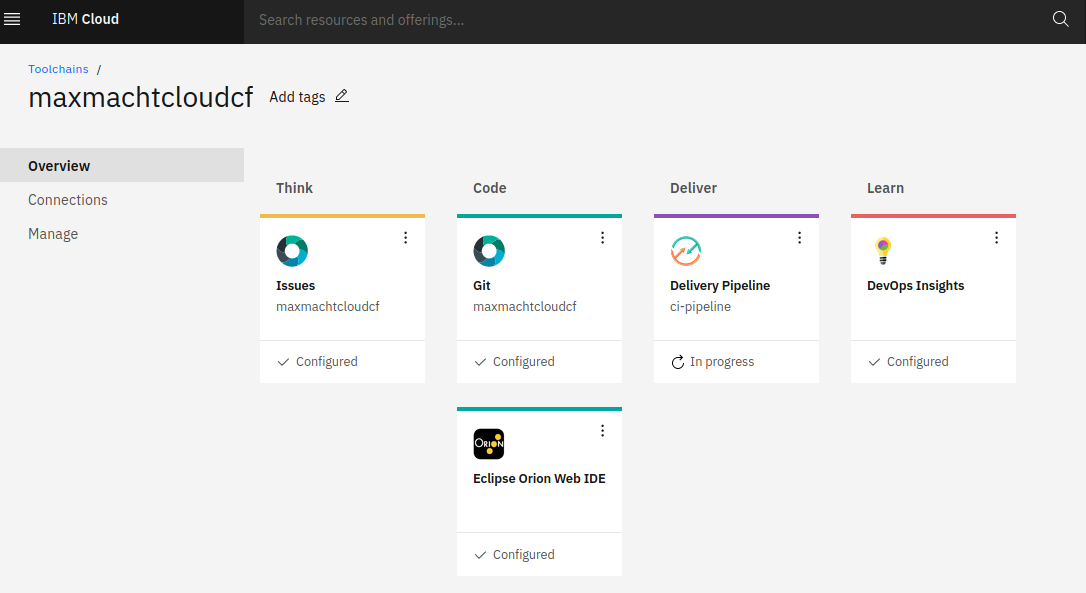 IBM Cloud
Search resources and offerings...
Toolchains /
maxmachtcloudcf
Add tags
Overview
Connections
Manage
Think
Issues
maxmachtcloudcf
Configured
Code
Git
maxmachtcloudcf
Configured
ORION
Eclipse Orion Web IDE
Configured
Deliver
Delivery Pipeline
ci-pipeline
In progress
Learn
DevOps Insights
Configured